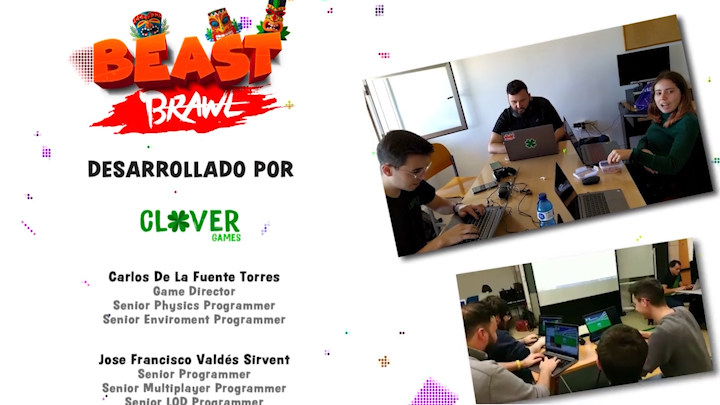 BEAST
BRAWL
DESARROLLADO POR
CLOVER
GAMES
Carlos De La Fuente Torres
Game Director
Senior Physics Programmer
Senior Enviroment Programmer
Jose Francisco Valdés Sirvent
Senior Programmer
Senior Multiplayer Programmer
Senior LOD Programmer